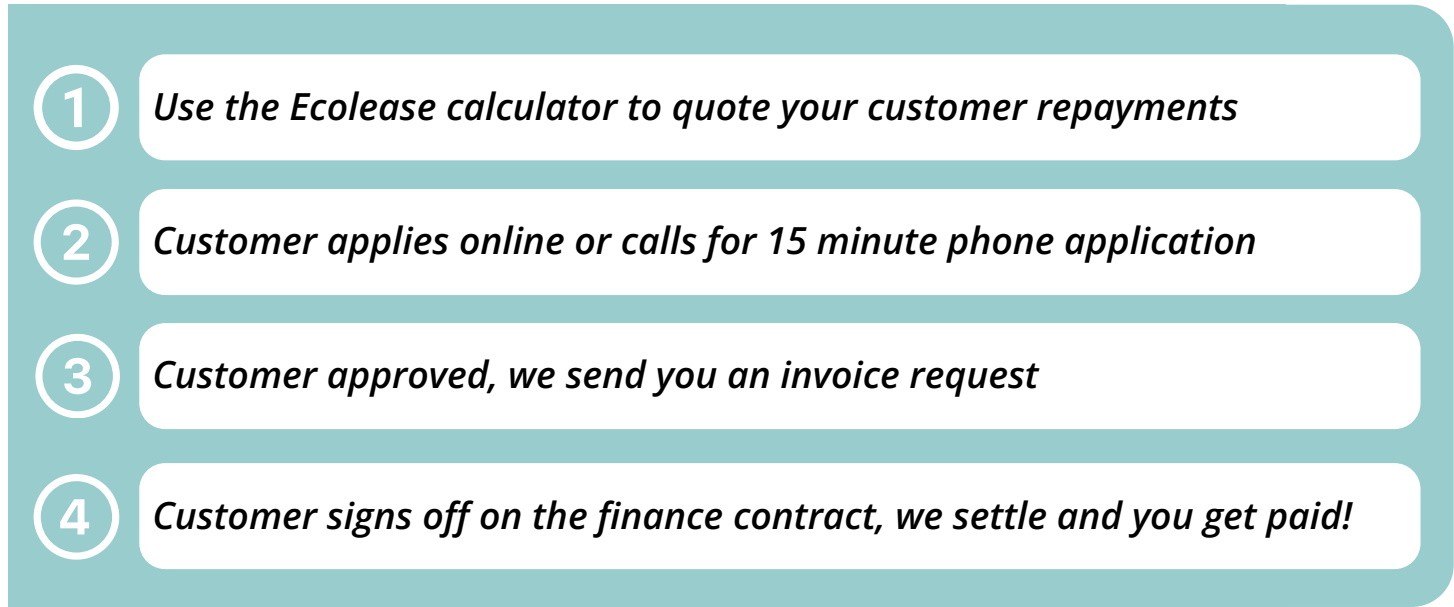 1 Use the Ecolease calculator to quote your customer repayments
2 Customer applies online or calls for 15 minute phone application
3 Customer approved, we send you an invoice request
4 Customer signs off on the finance contract, we settle and you get paid!